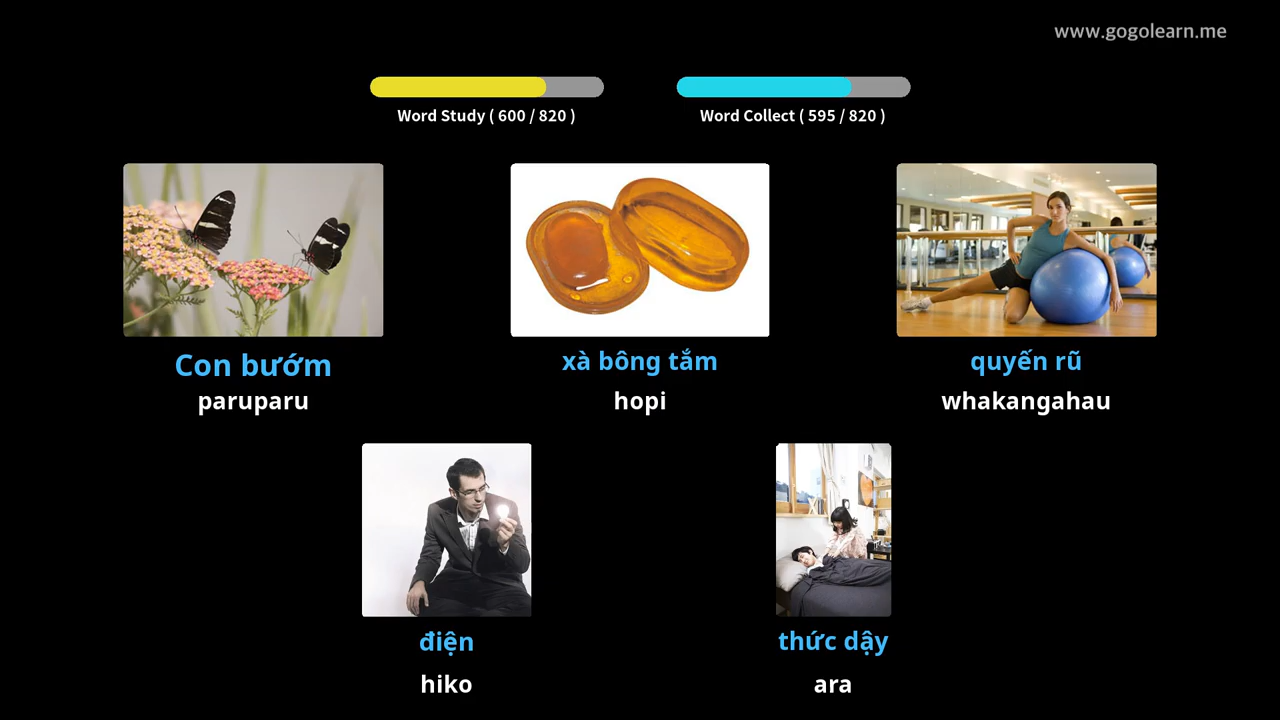 www.gogolearn.me
Word Study ( 600 / 820 )
Word Collect ( 595 / 820 )
Con bướm
xà bông tắm
quyến rũ
paruparu
hopi
whakangahau
điện
thức dậy
hiko
ara